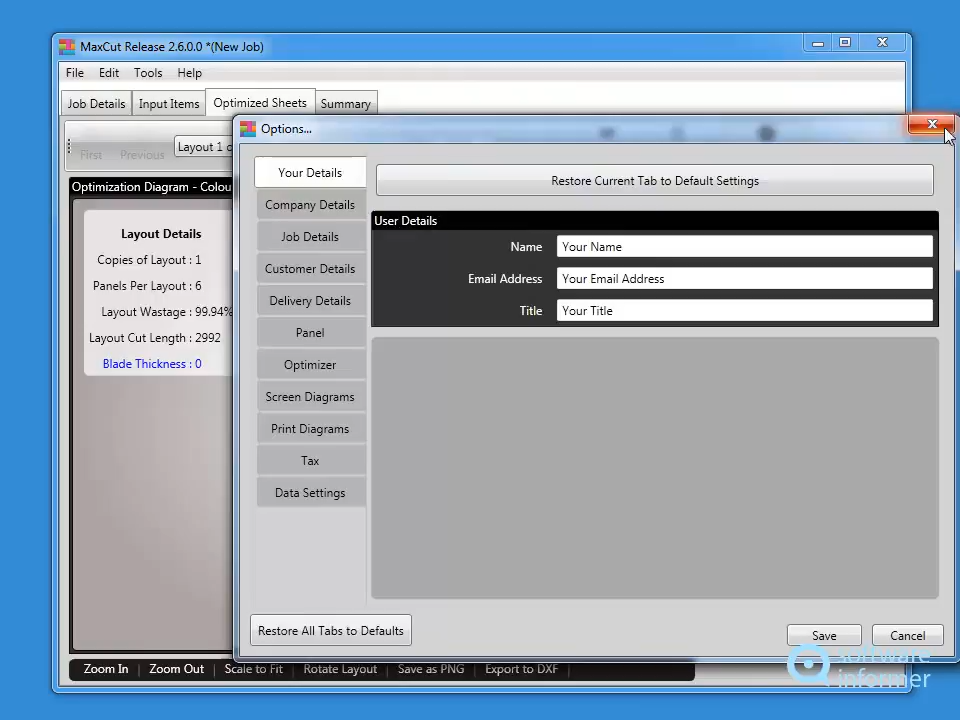 MaxCut Release 2.6.0.0 *(New Job)
File Edit Tools Help
Job Details Input Items Optimized Sheets Summary
First Previous Layout 1 o
Optimization Diagram - Colou
Layout Details
Copies of Layout : 1
Panels Per Layout : 6
Layout Wastage : 99.94%
Layout Cut Length : 2992
Blade Thickness : 0
Options...
Your Details
Company Details
Job Details
Customer Details
Delivery Details
Panel
Optimizer
Screen Diagrams
Print Diagrams
Tax
Data Settings
Restore Current Tab to Default Settings
User Details
Name Your Name
Email Address Your Email Address
Title Your Title
Restore All Tabs to Defaults
Save Cancel
Zoom In Zoom Out Scale to Fit Rotate Layout Save as PNG Export to DXF
software
informer